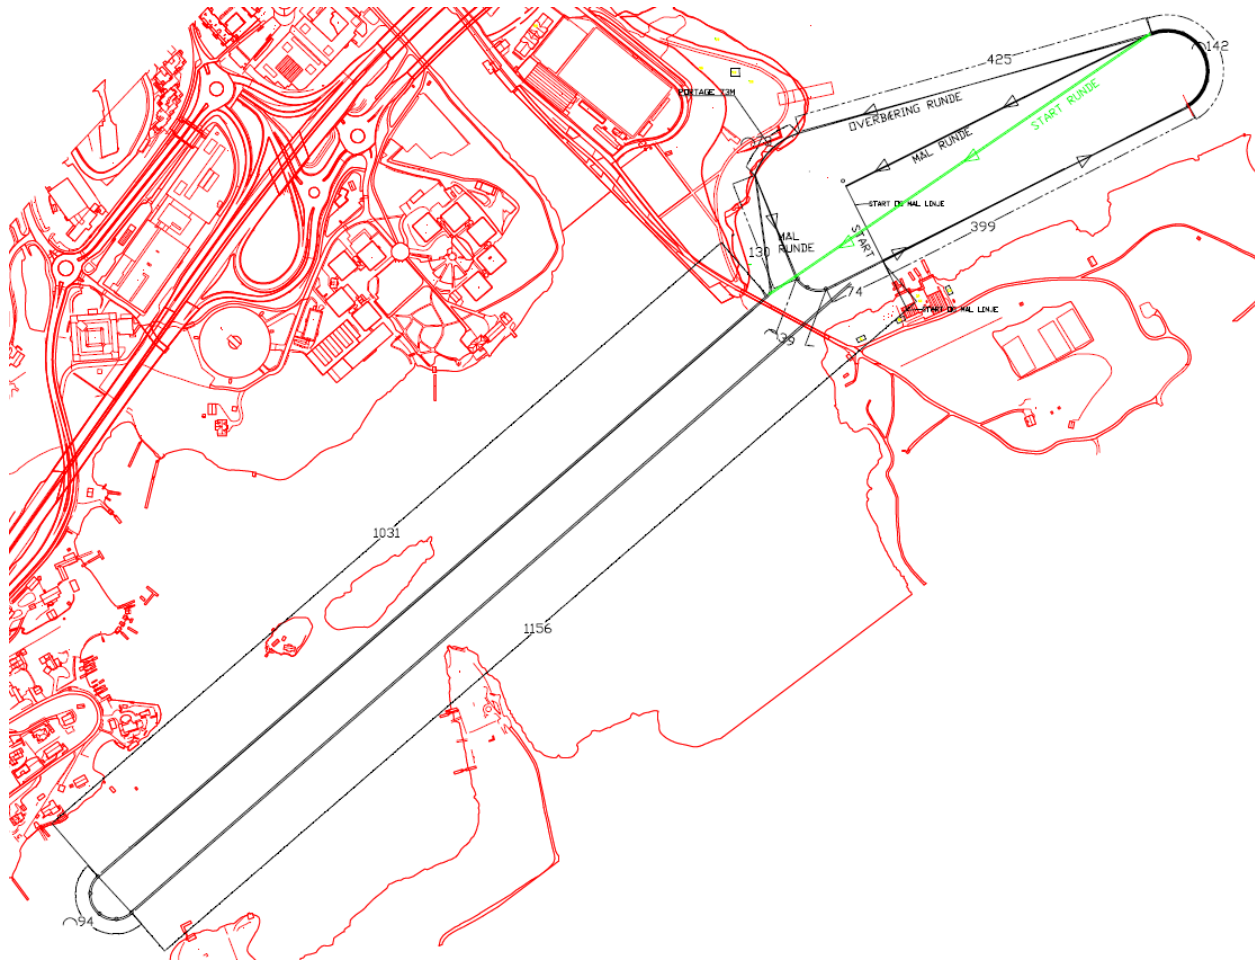 142
425
PORTAGE 73M
OVERBÆRING RUNDE
START RUNDE
MAL RUNDE
START OG MAL LINJE
START
399
MAL
RUNDE
130
74
START OG MAL LINJE
39
1031
1156
94